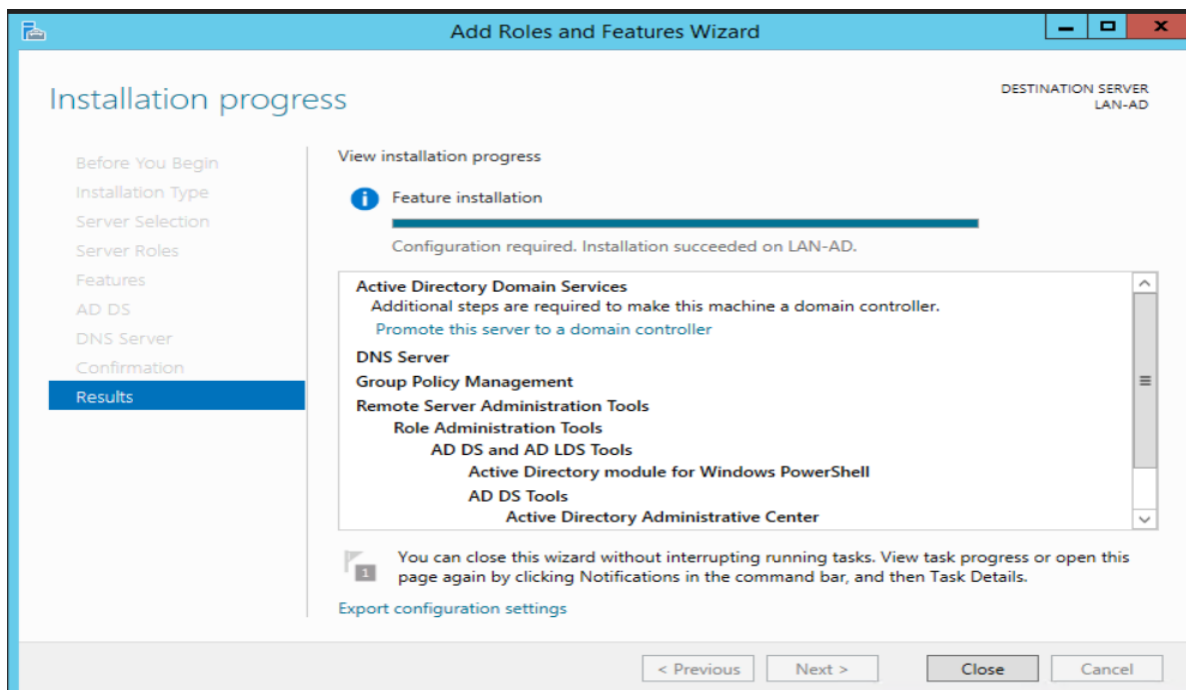 Add Roles and Features Wizard
Installation progress
DESTINATION SERVER
LAN-AD
Before You Begin
Installation Type
Server Selection
Server Roles
Features
AD DS
DNS Server
Confirmation
Results
View installation progress
Feature installation
Configuration required. Installation succeeded on LAN-AD.
Active Directory Domain Services
Additional steps are required to make this machine a domain controller.
Promote this server to a domain controller
DNS Server
Group Policy Management
Remote Server Administration Tools
Role Administration Tools
AD DS and AD LDS Tools
Active Directory module for Windows PowerShell
AD DS Tools
Active Directory Administrative Center
1
You can close this wizard without interrupting running tasks. View task progress or open this
page again by clicking Notifications in the command bar, and then Task Details.
Export configuration settings
< Previous
Next >
Close
Cancel